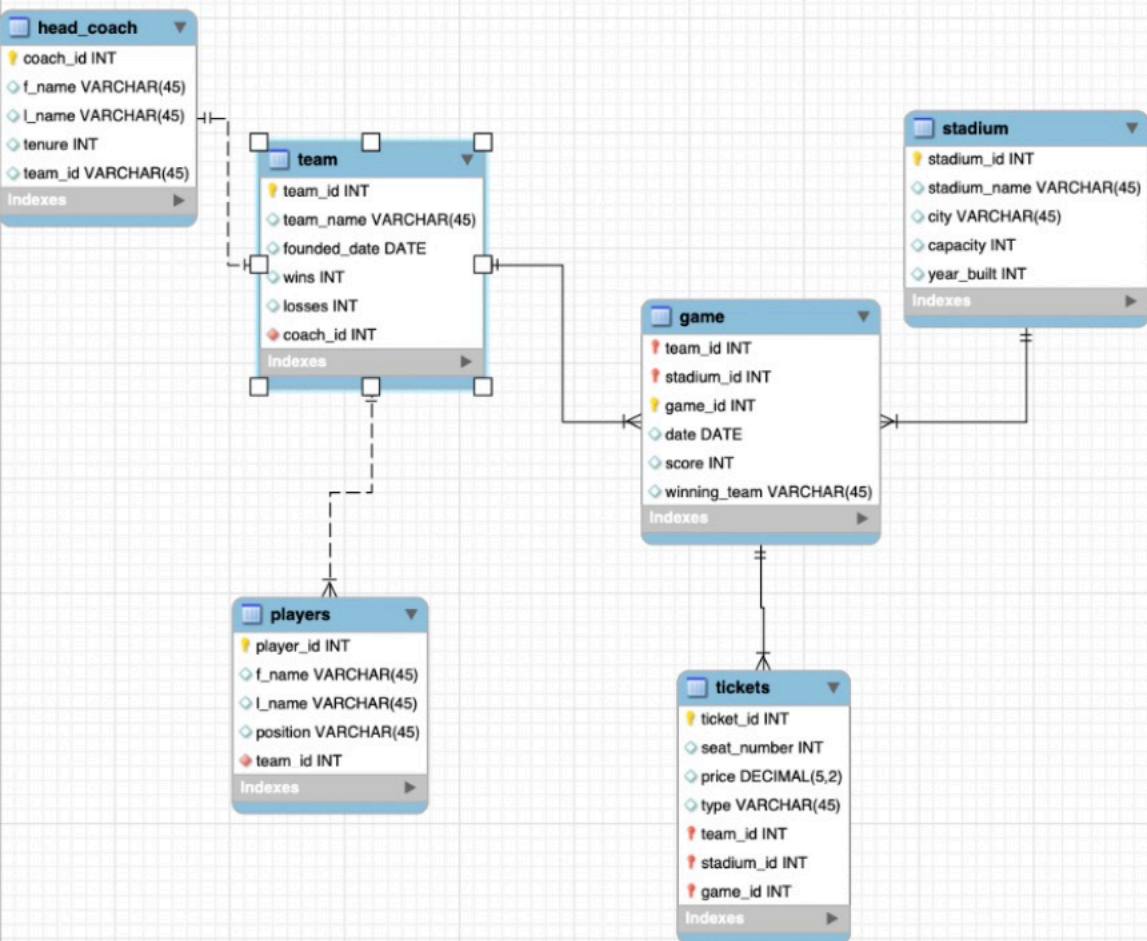 head_coach
coach_id INT
f_name VARCHAR(45)
l_name VARCHAR(45)
tenure INT
team_id VARCHAR(45)
Indexes
team
team_id INT
team_name VARCHAR(45)
founded_date DATE
wins INT
losses INT
coach_id INT
Indexes
stadium
stadium_id INT
stadium_name VARCHAR(45)
city VARCHAR(45)
capacity INT
year_built INT
Indexes
game
team_id INT
stadium_id INT
game_id INT
date DATE
score INT
winning_team VARCHAR(45)
Indexes
players
player_id INT
f_name VARCHAR(45)
l_name VARCHAR(45)
position VARCHAR(45)
team_id INT
Indexes
tickets
ticket_id INT
seat_number INT
price DECIMAL(5,2)
type VARCHAR(45)
team_id INT
stadium_id INT
game_id INT
Indexes